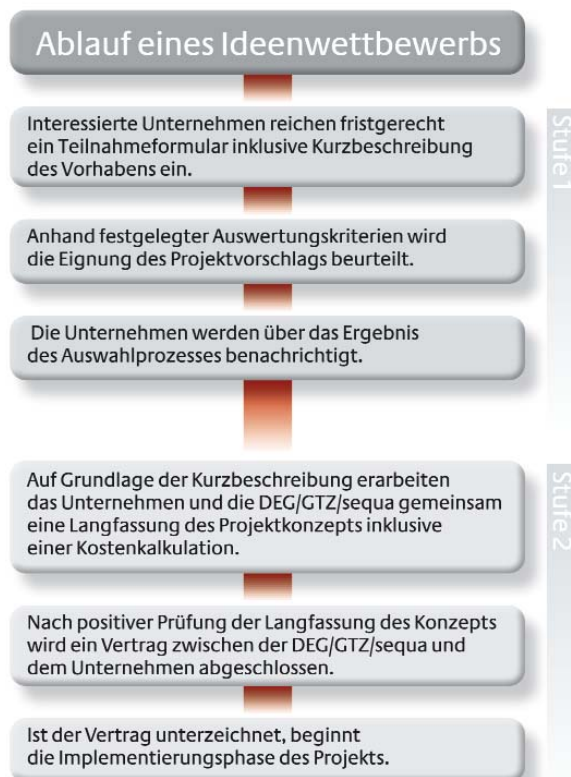 Ablauf eines Ideenwettbewerbs
Interessierte Unternehmen reichen fristgerecht
ein Teilnahmeformular inklusive Kurzbeschreibung
des Vorhabens ein.
Stufe 1
Anhand festgelegter Auswertungskriterien wird
die Eignung des Projektvorschlags beurteilt.
Die Unternehmen werden über das Ergebnis
des Auswahlprozesses benachrichtigt.
Auf Grundlage der Kurzbeschreibung erarbeiten
das Unternehmen und die DEG/GTZ/sequa gemeinsam
eine Langfassung des Projektkonzepts inklusive
einer Kostenkalkulation.
Stufe 2
Nach positiver Prüfung der Langfassung des Konzepts
wird ein Vertrag zwischen der DEG/GTZ/sequa und
dem Unternehmen abgeschlossen.
Ist der Vertrag unterzeichnet, beginnt
die Implementierungsphase des Projekts.